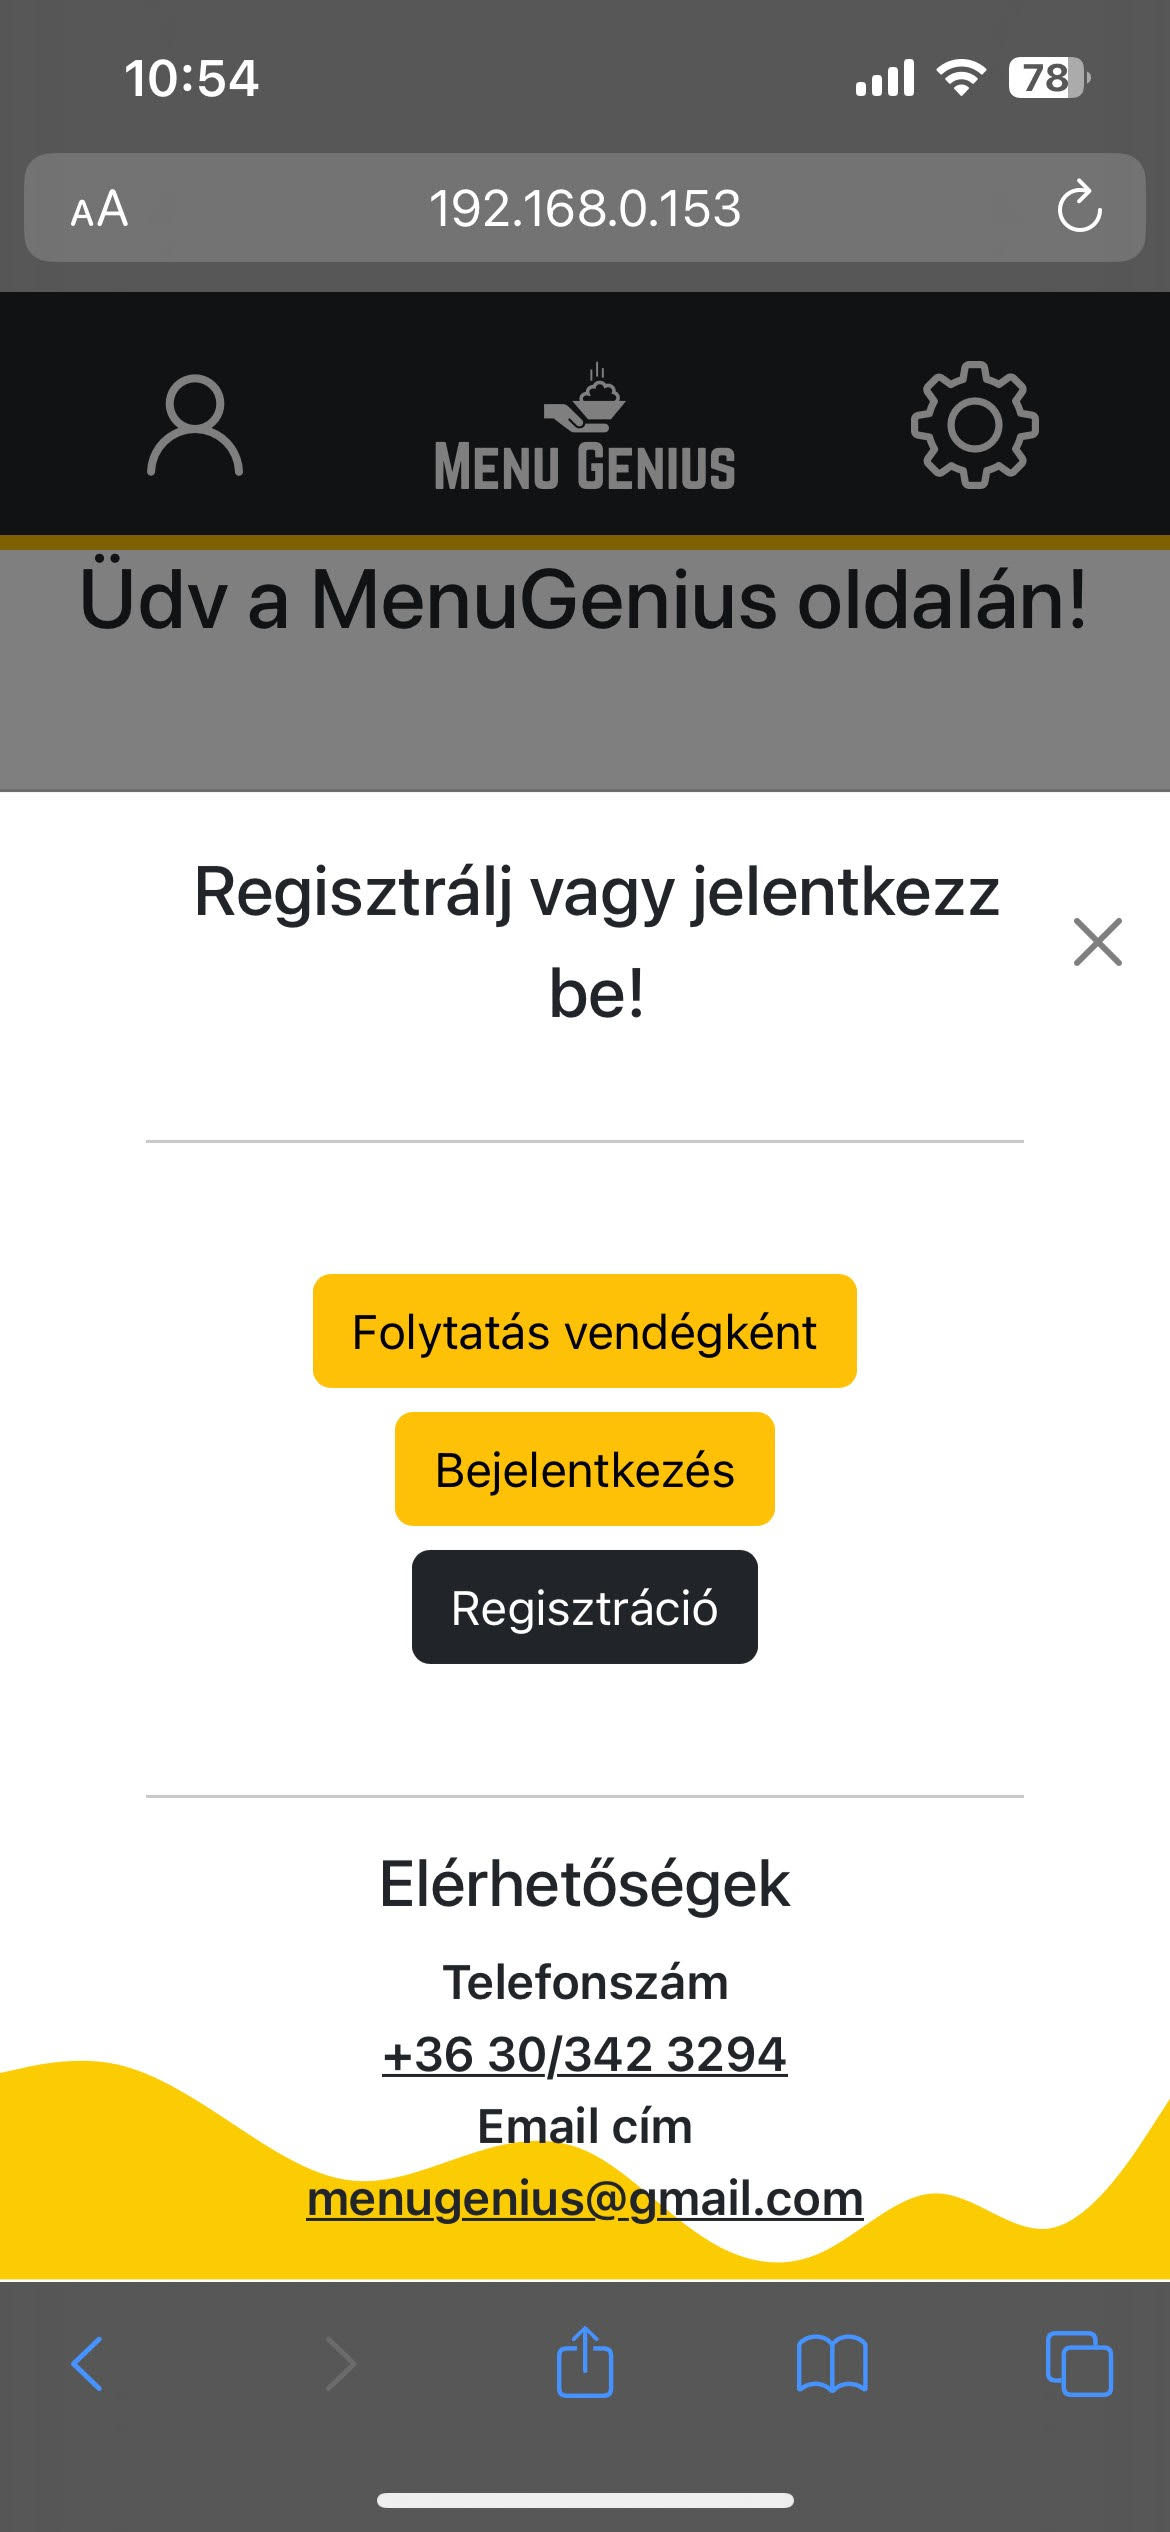 10:54
78
AA
192.168.0.153
MENU GENIUS
Üdv a MenuGenius oldalán!
Regisztrálj vagy jelentkezz
be!
Folytatás vendégként
Bejelentkezés
Regisztráció
Elérhetőségek
Telefonszám
+36 30/342 3294
Email cím
menugenius@gmail.com